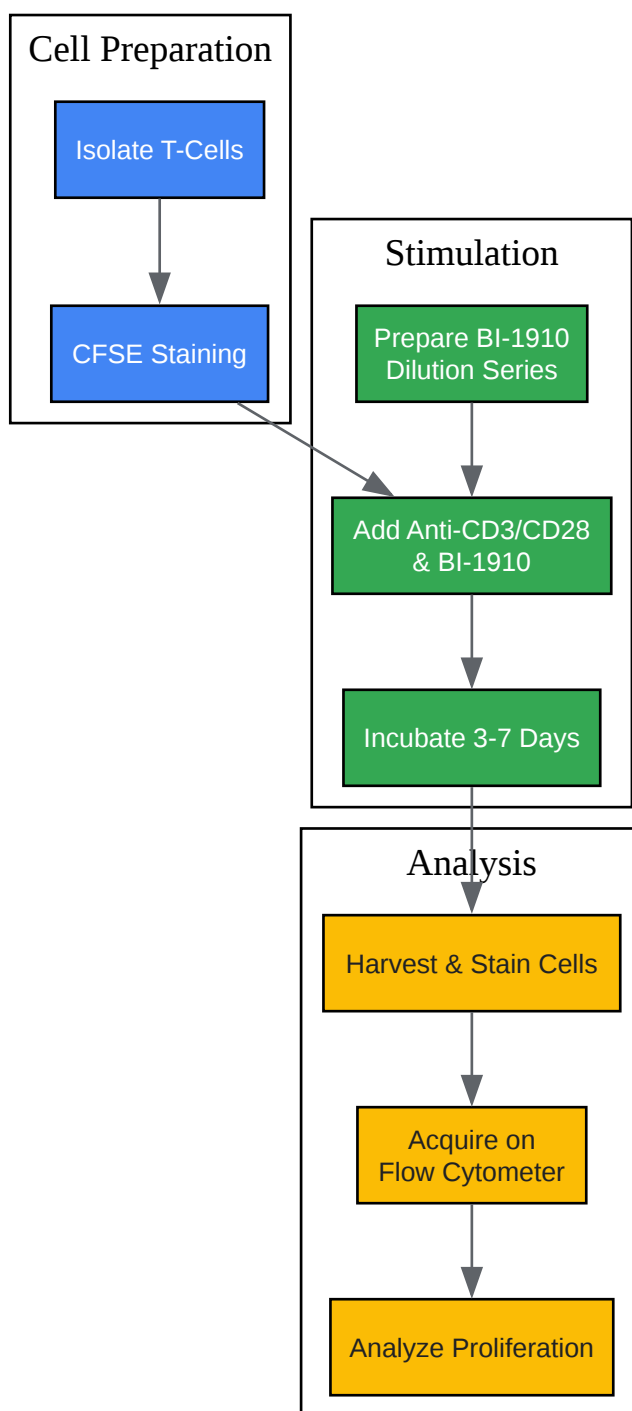 Cell Preparation
Isolate T-Cells
CFSE Staining
Stimulation
Prepare BI-1910
Dilution Series
Add Anti-CD3/CD28
& BI-1910
Incubate 3-7 Days
Analysis
Harvest & Stain Cells
Acquire on
Flow Cytometer
Analyze Proliferation